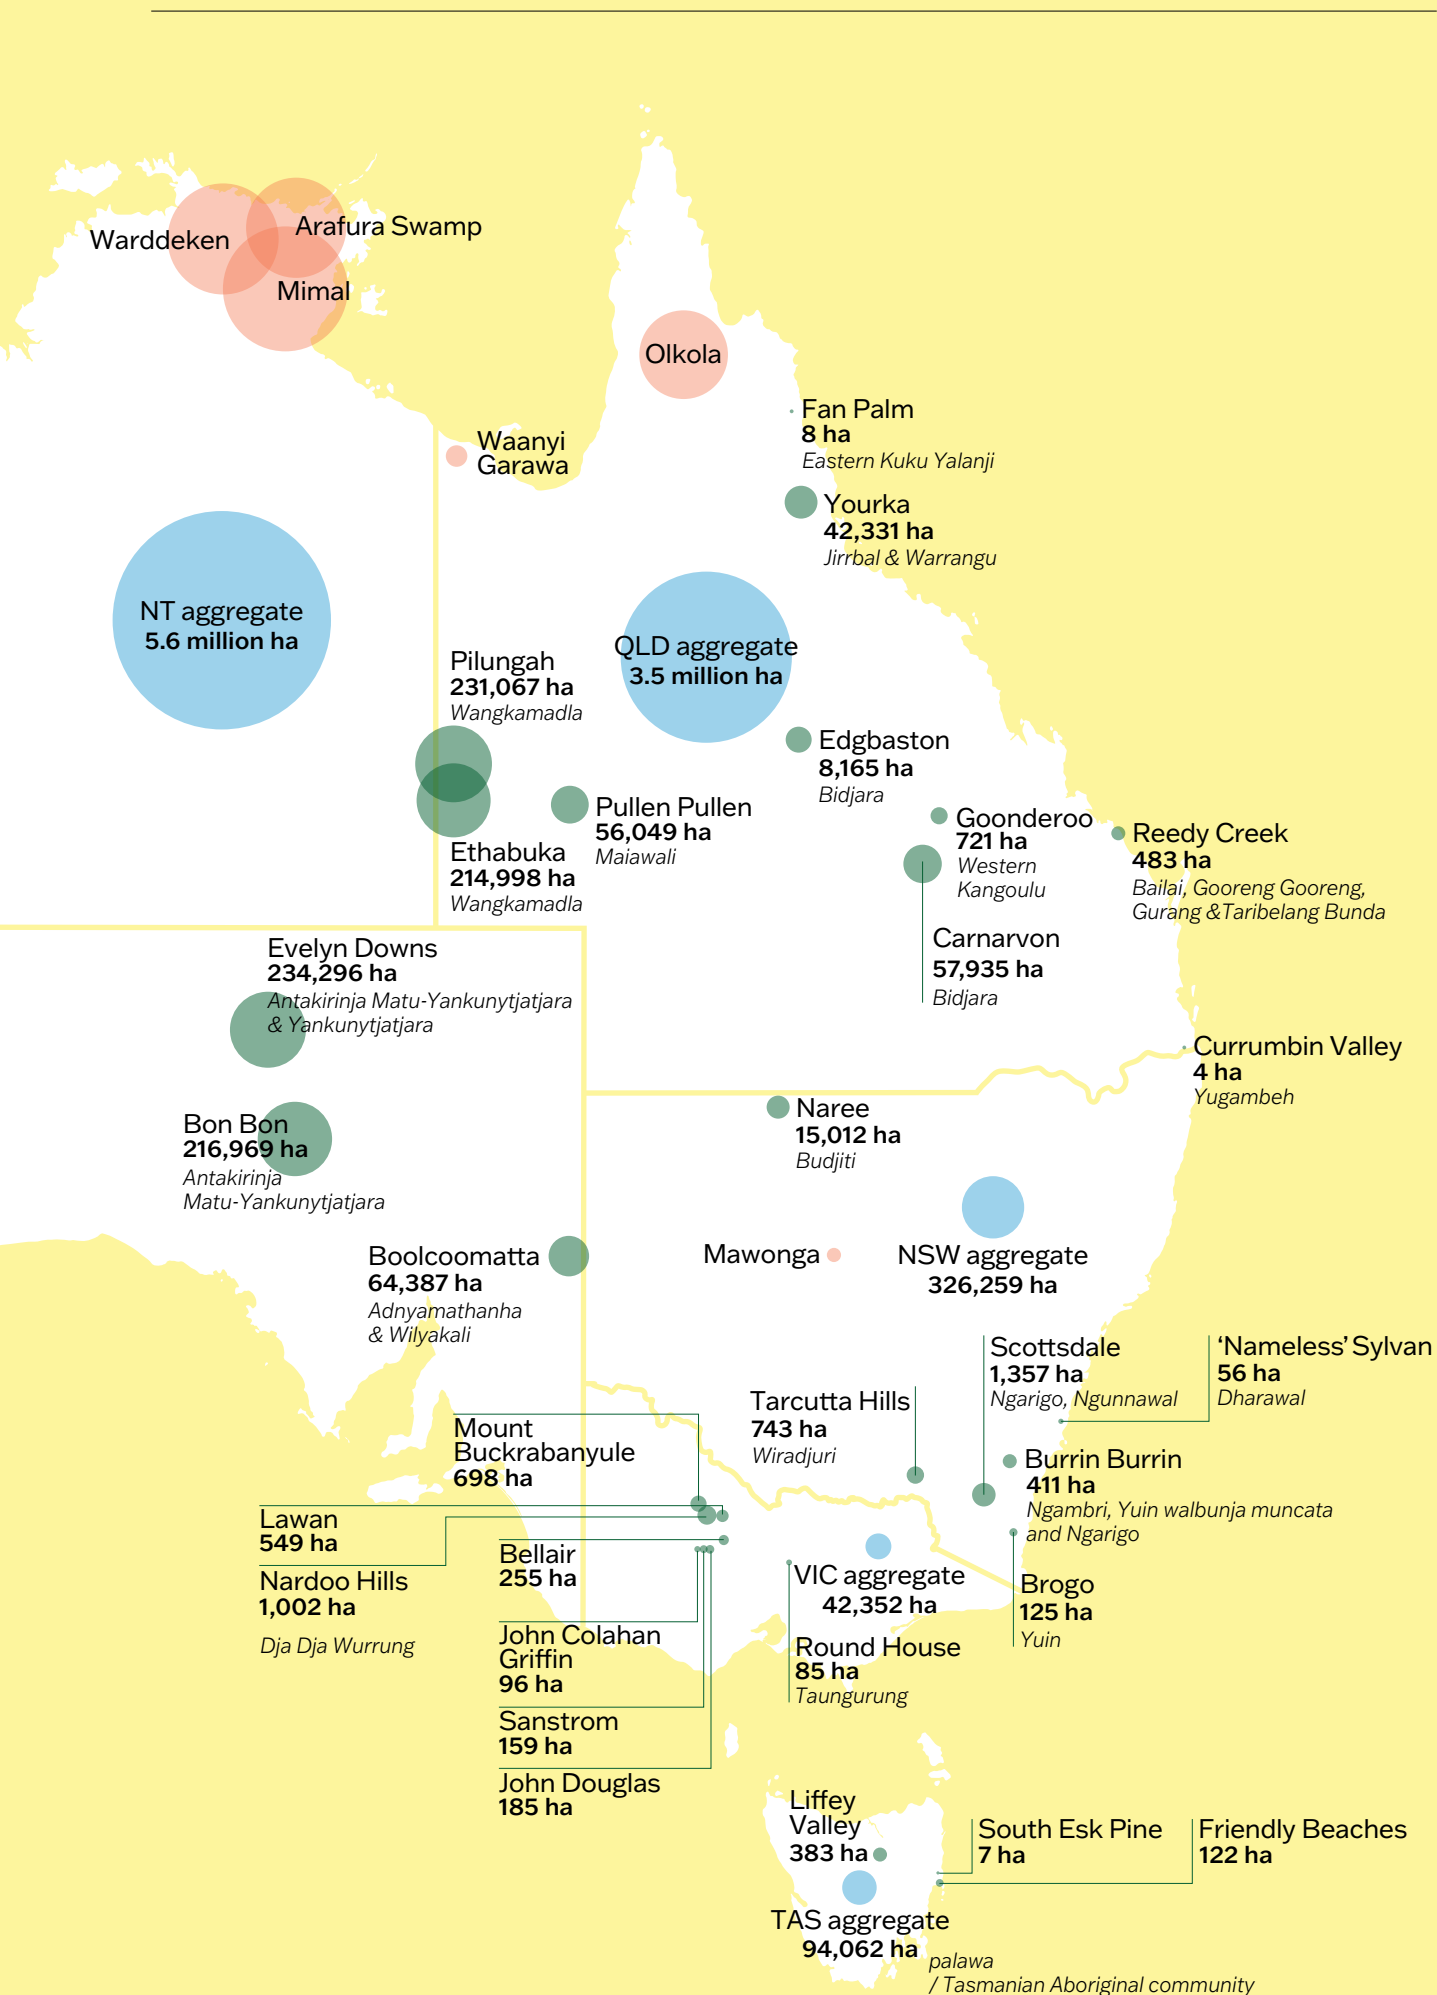 Warddeken
Arafura Swamp
Mimal
Olkola
Fan Palm
8 ha
Eastern Kuku Yalanji
Waanyi
Garawa
Yourka
42,331 ha
Jirrbal & Warrangu
NT aggregate
5.6 million ha
QLD aggregate
3.5 million ha
Pilungah
231,067 ha
Wangkamadla
Edgbaston
8,165 ha
Bidjara
Pullen Pullen
56,049 ha
Maiawali
Goonderoo
721 ha
Western
Kangoulu
Reedy Creek
483 ha
Bailai, Gooreng Gooreng,
Gurang &Taribelang Bunda
Ethabuka
214,998 ha
Wangkamadla
Carnarvon
57,935 ha
Bidjara
Evelyn Downs
234,296 ha
Antakirinja Matu-Yankunytjatjara
& Yankunytjatjara
Currumbin Valley
4 ha
Yugambeh
Bon Bon
216,969 ha
Antakirinja
Matu-Yankunytjatjara
Naree
15,012 ha
Budjiti
Boolcoomatta
64,387 ha
Adnyamathanha
& Wilyakali
Mawonga
NSW aggregate
326,259 ha
Scottsdale
1,357 ha
Ngarigo, Ngunnawal
‘Nameless’ Sylvan
56 ha
Dharawal
Tarcutta Hills
743 ha
Wiradjuri
Mount
Buckrabanyule
698 ha
Burrin Burrin
411 ha
Ngambri, Yuin walbunja muncata
and Ngarigo
Lawan
549 ha
Nardoo Hills
1,002 ha
Dja Dja Wurrung
Bellair
255 ha
VIC aggregate
42,352 ha
Brogo
125 ha
Yuin
John Colahan
Griffin
96 ha
Round House
85 ha
Taungurung
Sanstrom
159 ha
John Douglas
185 ha
Liffey
Valley
383 ha
South Esk Pine
7 ha
Friendly Beaches
122 ha
TAS aggregate
94,062 ha
palawa
/ Tasmanian Aboriginal community